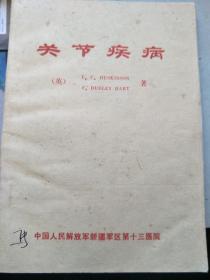 关节疾病
(英) E. C. HUSKISSON
F. DUDLEY HART 著
中国人民解放军新疆军区第十三医院